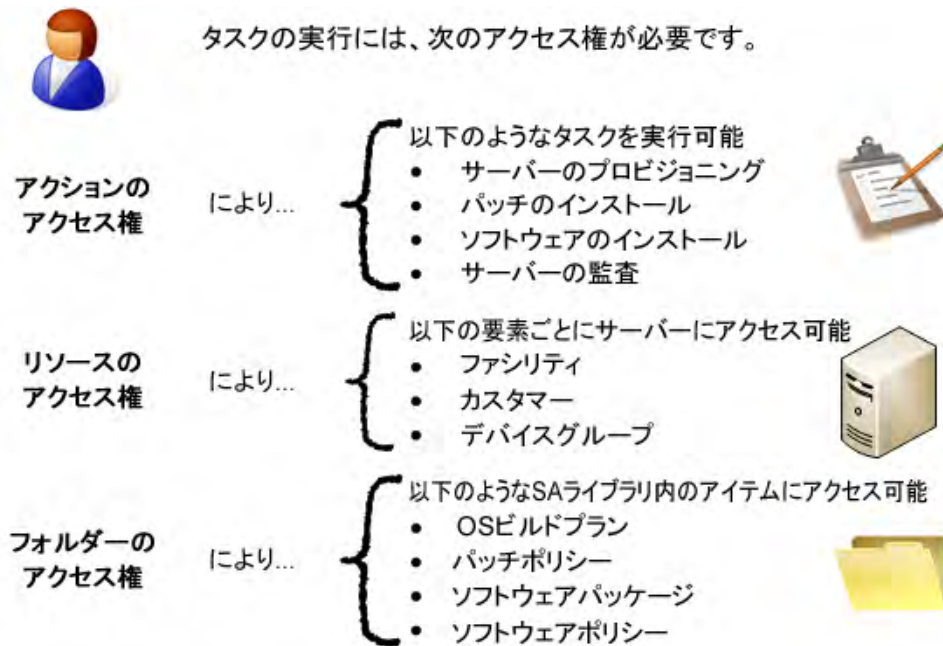 タスクの実行には、次のアクセス権が必要です。
アクションの
アクセス権
により...
以下のようなタスクを実行可能
• サーバーのプロビジョニング
• パッチのインストール
• ソフトウェアのインストール
• サーバーの監査
リソースの
アクセス権
により...
以下の要素ごとにサーバーにアクセス可能
• ファシリティ
• カスタマー
• デバイスグループ
フォルダーの
アクセス権
により...
以下のようなSAライブラリ内のアイテムにアクセス可能
• OSビルドプラン
• パッチポリシー
• ソフトウェアパッケージ
• ソフトウェアポリシー